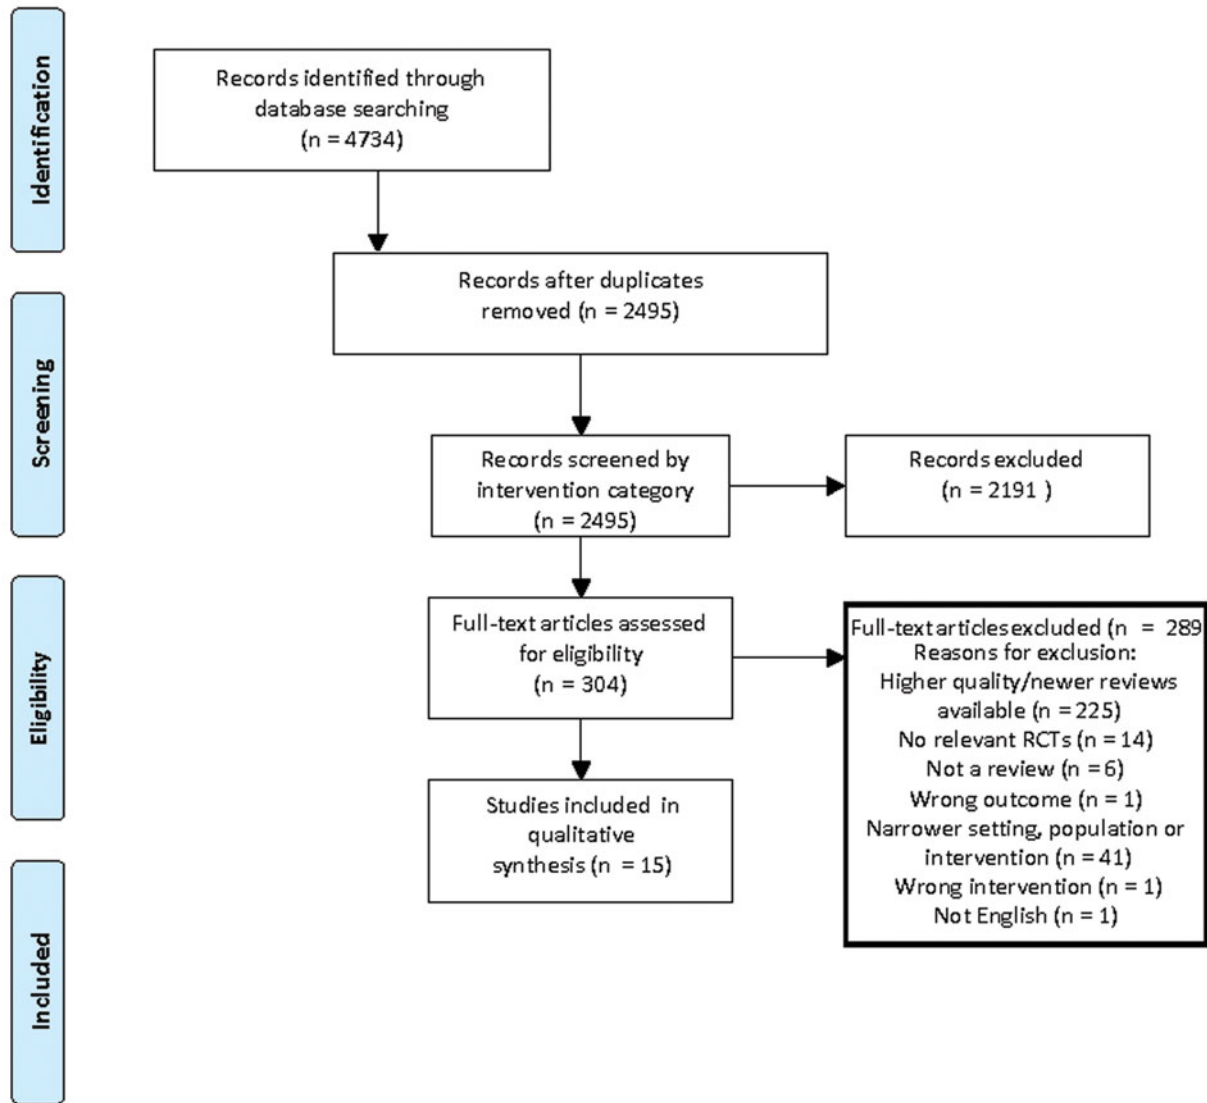 Identification
Records identified through
database searching
(n = 4734)
Records after duplicates
removed (n = 2495)
Screening
Records screened by
intervention category
(n = 2495)
Records excluded
(n = 2191 )
Eligibility
Full-text articles assessed
for eligibility
(n = 304)
Full-text articles excluded (n = 289
Reasons for exclusion:
Higher quality/newer reviews
available (n = 225)
No relevant RCTs (n = 14)
Not a review (n = 6)
Wrong outcome (n = 1)
Narrower setting, population or
intervention (n = 41)
Wrong intervention (n = 1)
Not English (n = 1)
Included
Studies included in
qualitative
synthesis (n = 15)